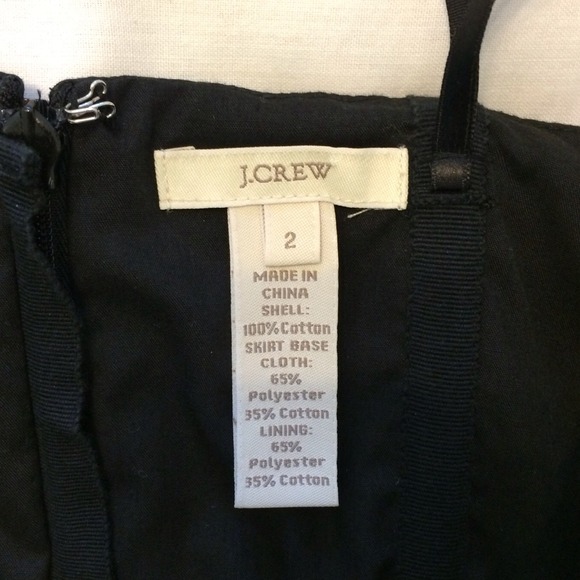 J.CREW
2
MADE IN
CHINA
SHELL:
100% Cotton
SKIRT BASE
CLOTH:
65%
Polyester
35% Cotton
LINING:
65%
Polyester
35% Cotton